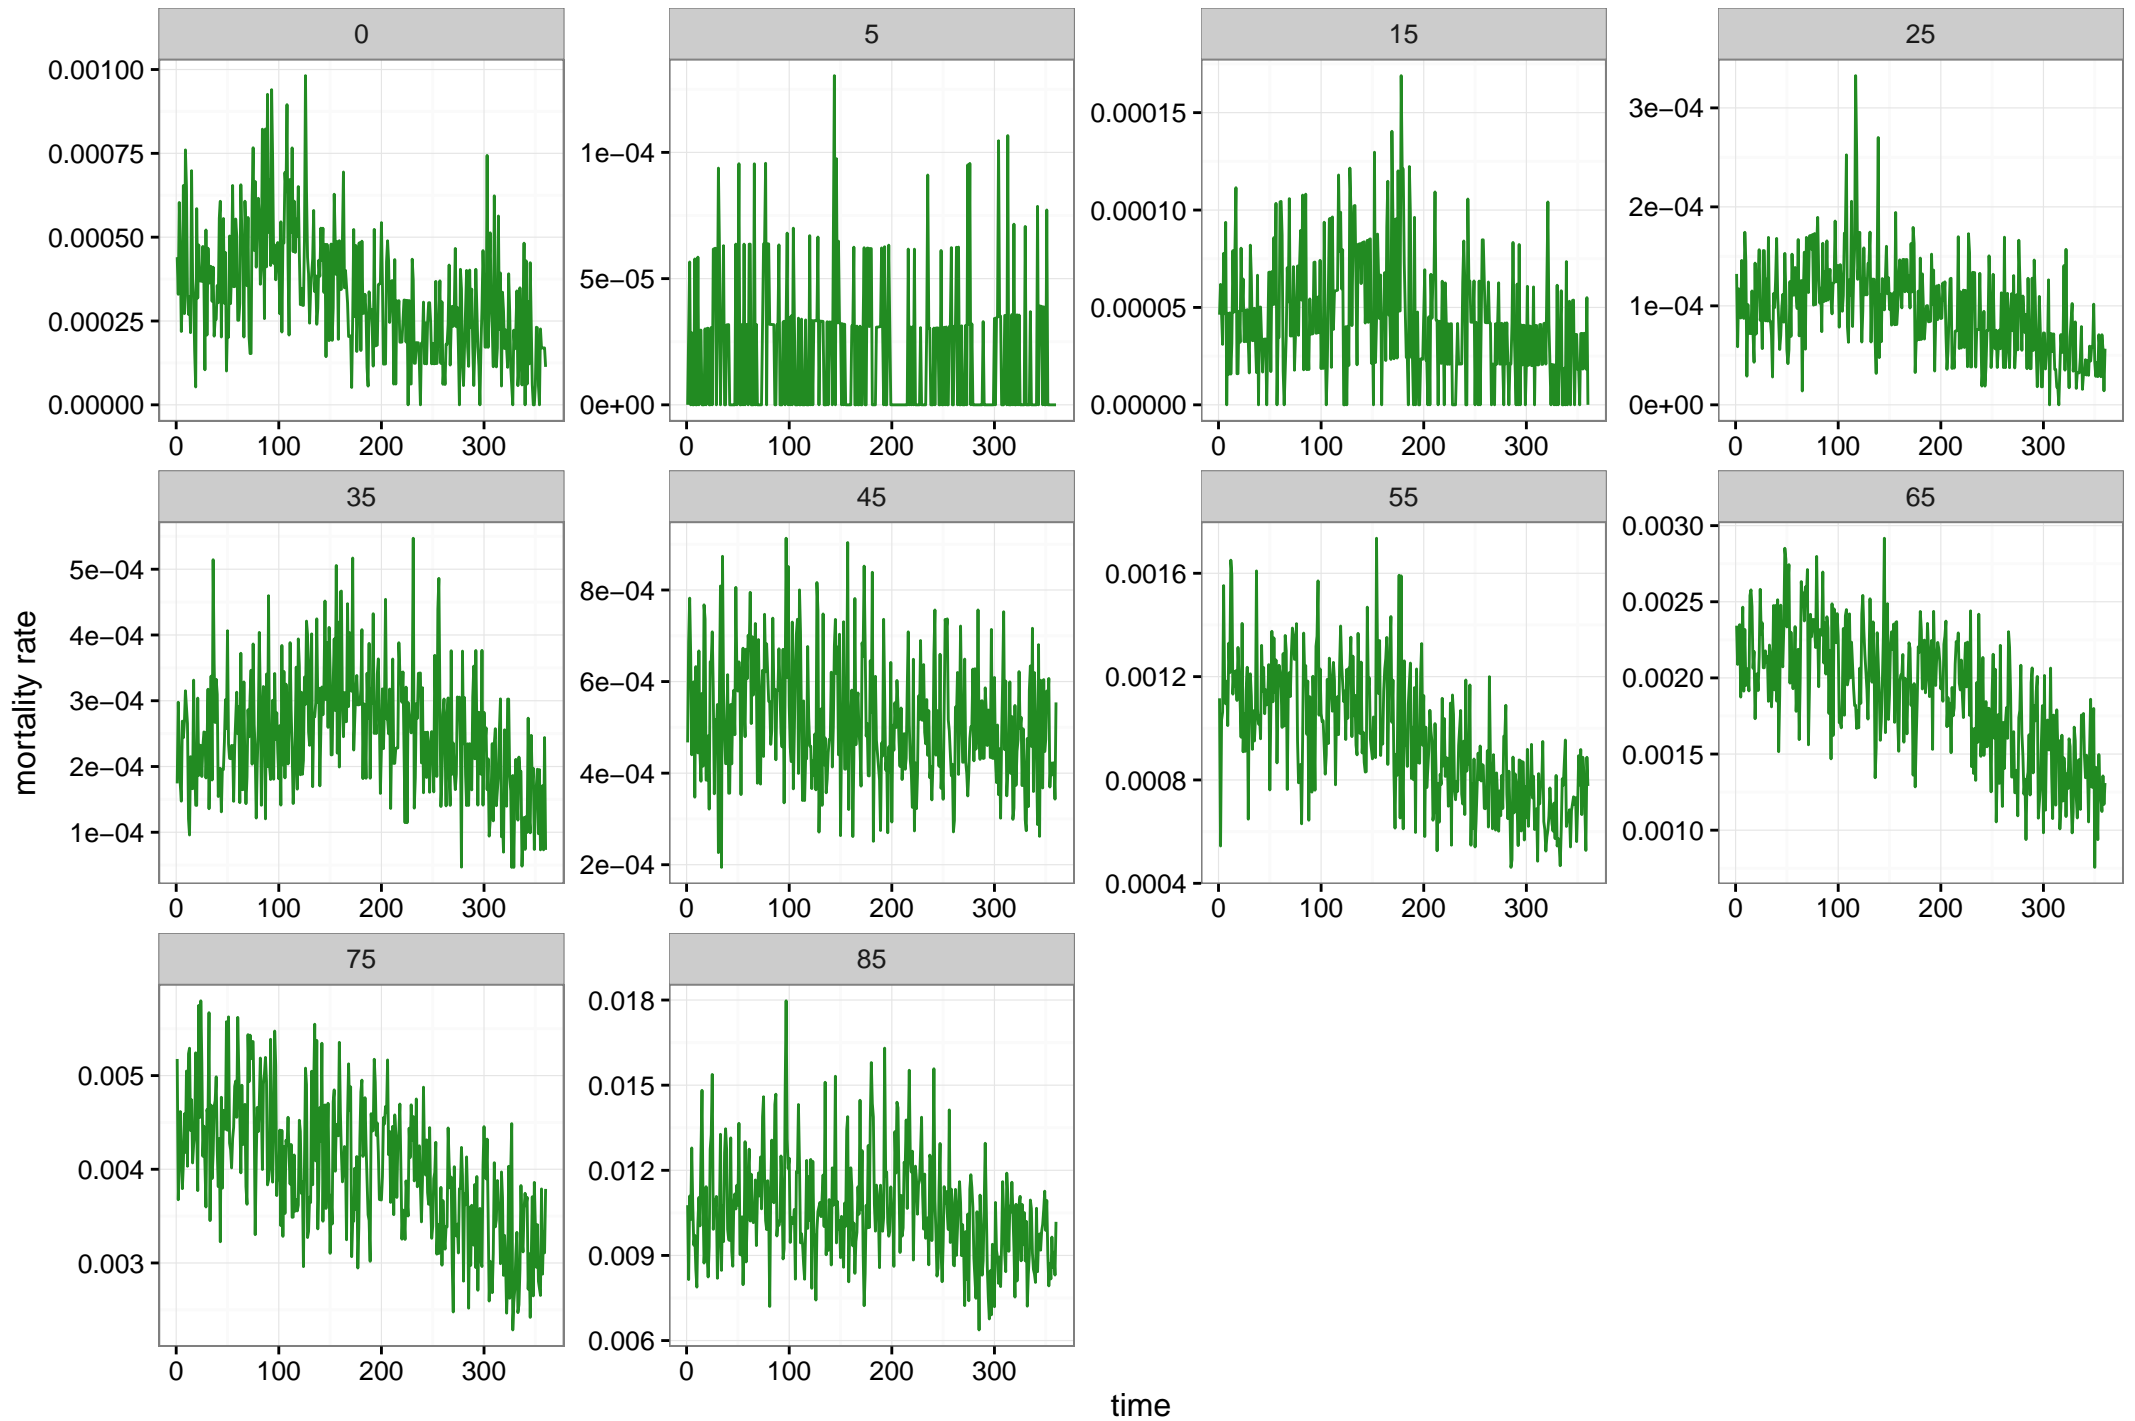 0 5 15 25
0.00100
0.00075
0.00050
0.00025
0.00000
1e−04
5e−05
0e+00
0.00015
0.00010
0.00005
0.00000
3e−04
2e−04
1e−04
0e+00
0 100 200 300 0 100 200 300 0 100 200 300 0 100 200 300
35 45 55 65
mortality rate
5e−04
4e−04
3e−04
2e−04
1e−04
8e−04
6e−04
4e−04
2e−04
0.0016
0.0012
0.0008
0.0004
0.0030
0.0025
0.0020
0.0015
0.0010
0 100 200 300 0 100 200 300 0 100 200 300 0 100 200 300
75 85
0.005
0.004
0.003
0.018
0.015
0.012
0.009
0.006
0 100 200 300 0 100 200 300
time